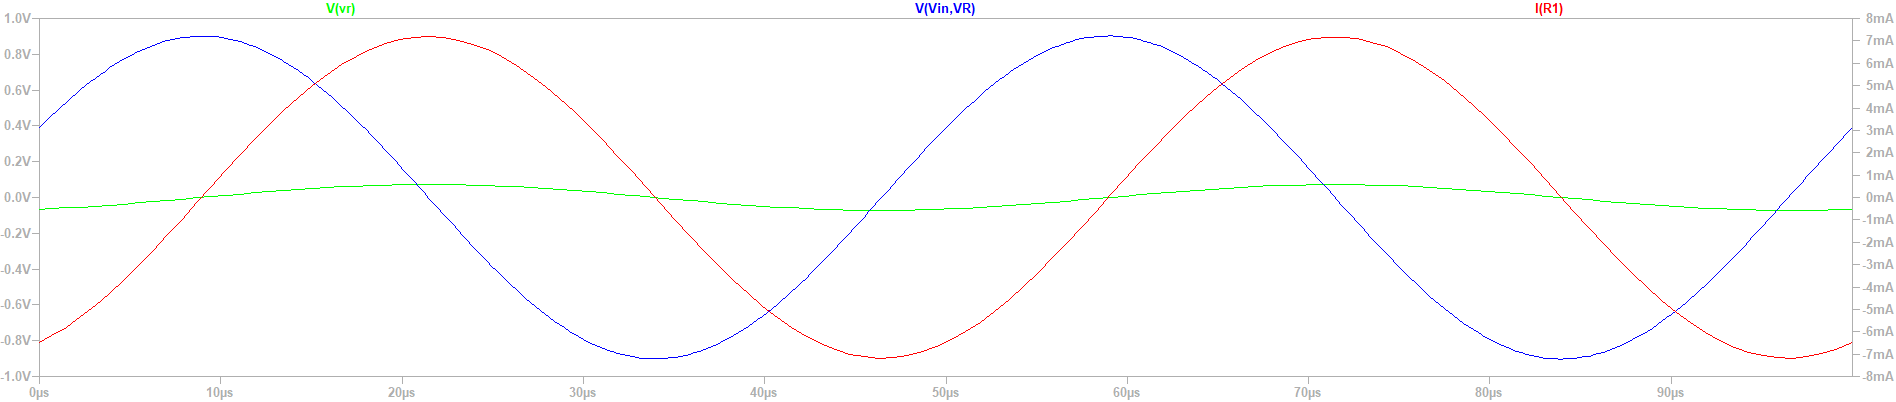 V(vr) V(Vin,VR) I(R1)
1.0V 8mA
0.8V 7mA
6mA
0.6V 5mA
4mA
0.4V 3mA
0.2V 2mA
1mA
0.0V 0mA
-1mA
-0.2V -2mA
-0.4V -3mA
-4mA
-0.6V -5mA
-6mA
-0.8V -7mA
-1.0V -8mA
0µs 10µs 20µs 30µs 40µs 50µs 60µs 70µs 80µs 90µs